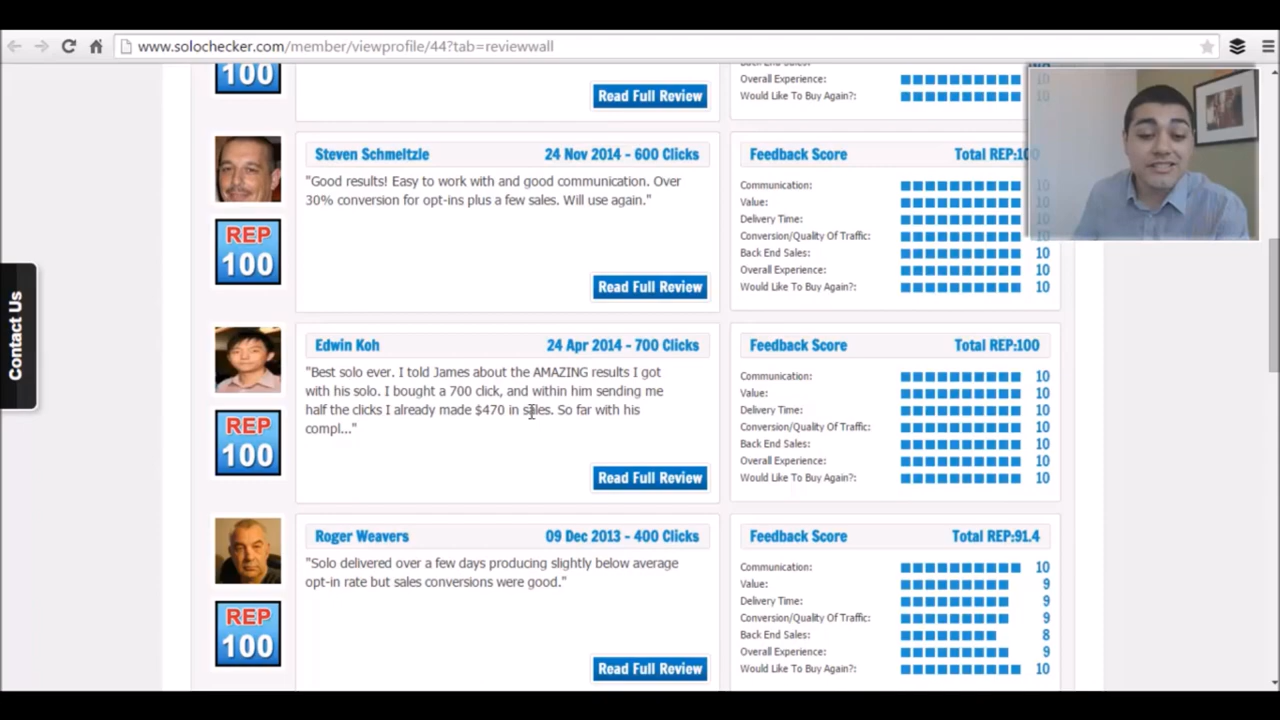 www.solochecker.com/member/viewprofile/44?tab=reviewwall
100
Read Full Review
Overall Experience:
Would Like To Buy Again?:
Steven Schmeltzle 24 Nov 2014 - 600 Clicks
"Good results! Easy to work with and good communication. Over
30% conversion for opt-ins plus a few sales. Will use again."
REP
100
Read Full Review
Feedback Score Total REP:100
Communication: 10
Value: 10
Delivery Time: 10
Conversion/Quality Of Traffic: 10
Back End Sales: 10
Overall Experience: 10
Would Like To Buy Again?: 10
Contact Us
Edwin Koh 24 Apr 2014 - 700 Clicks
"Best solo ever. I told James about the AMAZING results I got
with his solo. I bought a 700 click, and within him sending me
half the clicks I already made $470 in sales. So far with his
compl..."
REP
100
Read Full Review
Feedback Score Total REP:100
Communication: 10
Value: 10
Delivery Time: 10
Conversion/Quality Of Traffic: 10
Back End Sales: 10
Overall Experience: 10
Would Like To Buy Again?: 10
Roger Weavers 09 Dec 2013 - 400 Clicks
"Solo delivered over a few days producing slightly below average
opt-in rate but sales conversions were good."
REP
100
Read Full Review
Feedback Score Total REP:91.4
Communication: 10
Value: 9
Delivery Time: 9
Conversion/Quality Of Traffic: 9
Back End Sales: 8
Overall Experience: 9
Would Like To Buy Again?: 10